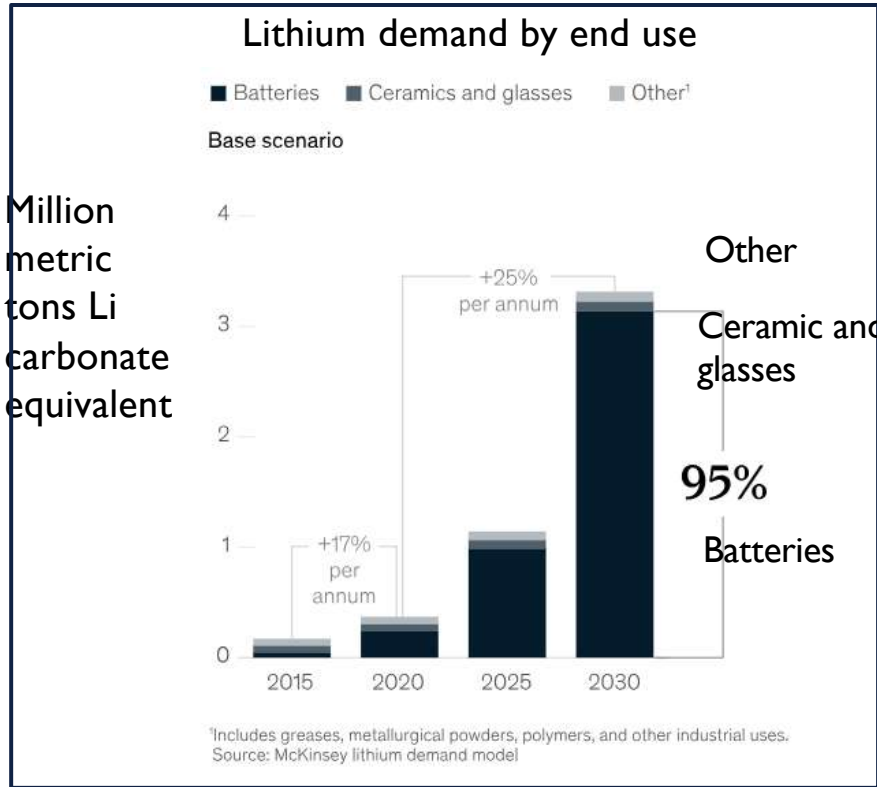 Lithium demand by end use
Batteries Ceramics and glasses Other¹
Base scenario
Million
metric
tons Li
carbonate
equivalent
4
3
2
1
0
+17%
per
annum
+25%
per annum
Other
Ceramic and
glasses
95%
Batteries
2015 2020 2025 2030
¹Includes greases, metallurgical powders, polymers, and other industrial uses.
Source: McKinsey lithium demand model